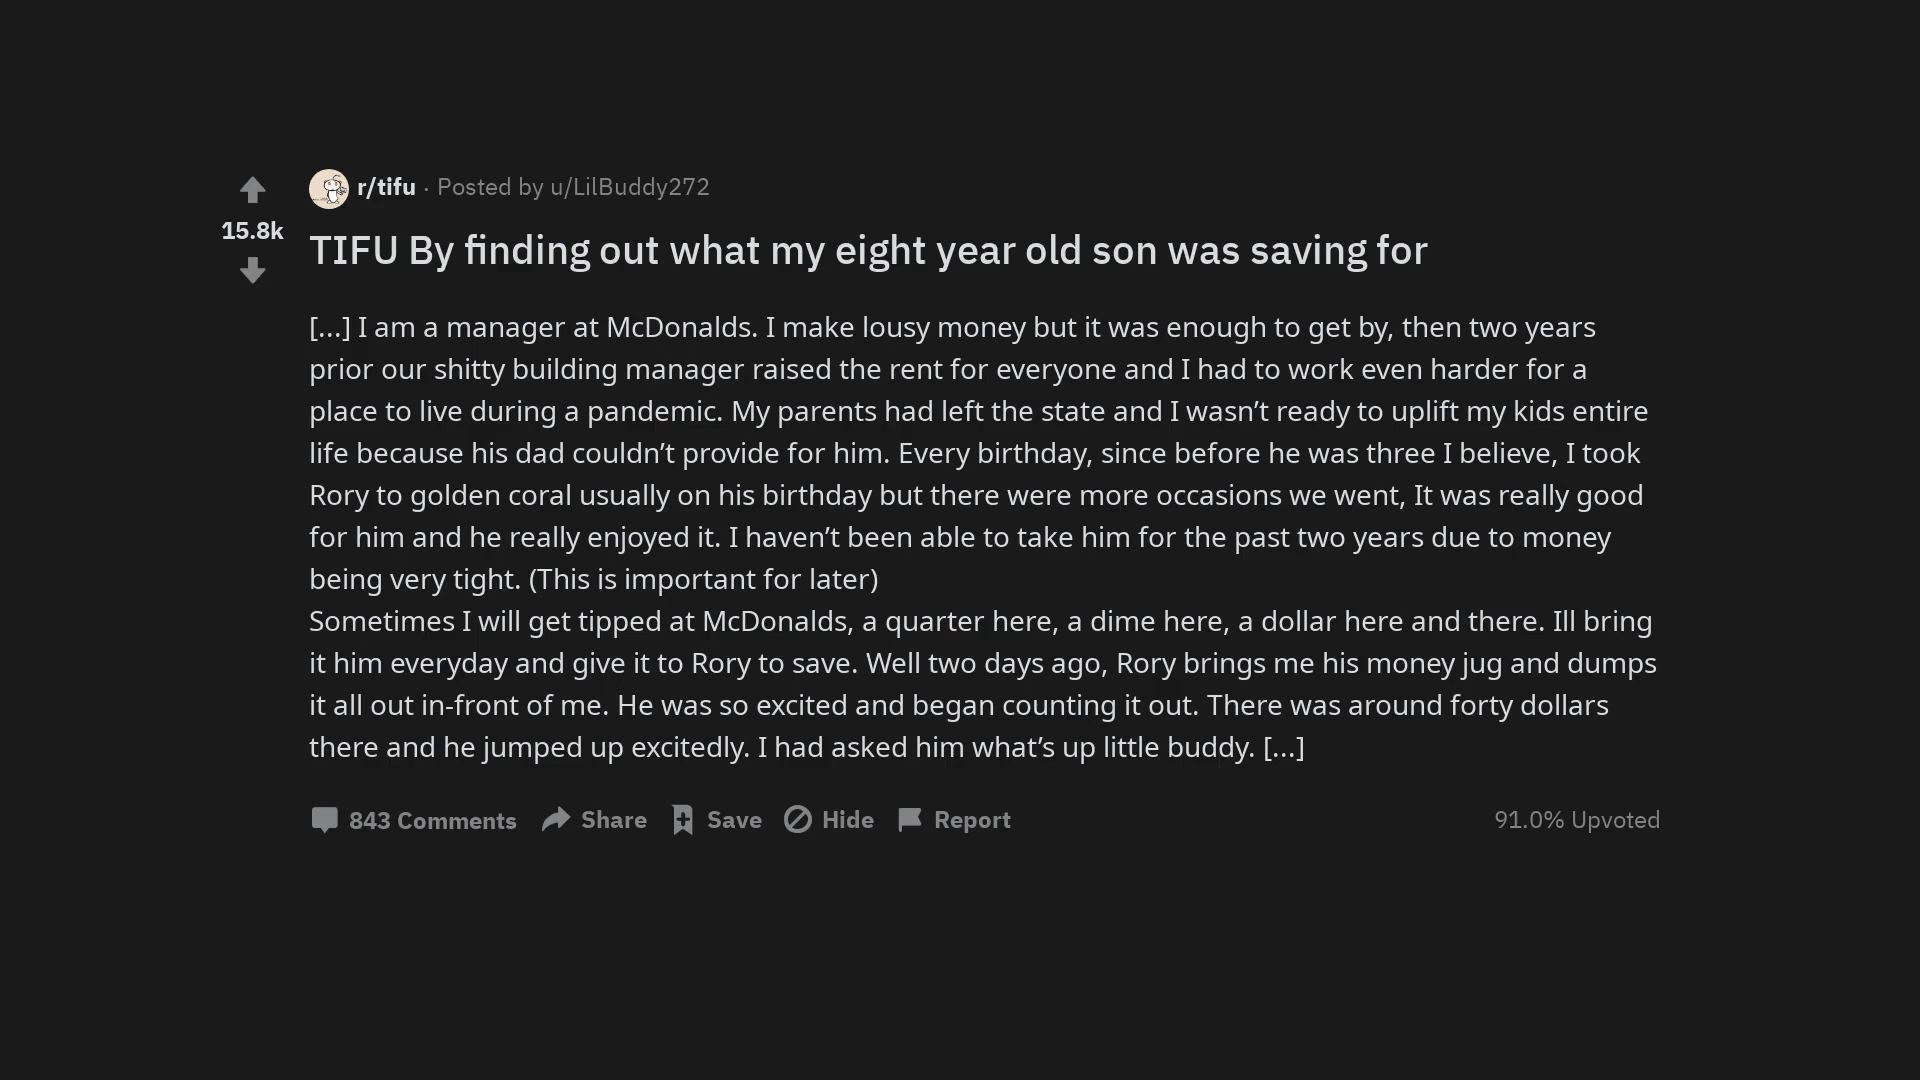 r/tifu · Posted by u/LilBuddy272
15.8k
TIFU By finding out what my eight year old son was saving for
[...] I am a manager at McDonalds. I make lousy money but it was enough to get by, then two years
prior our shitty building manager raised the rent for everyone and I had to work even harder for a
place to live during a pandemic. My parents had left the state and I wasn’t ready to uplift my kids entire
life because his dad couldn’t provide for him. Every birthday, since before he was three I believe, I took
Rory to golden coral usually on his birthday but there were more occasions we went, It was really good
for him and he really enjoyed it. I haven’t been able to take him for the past two years due to money
being very tight. (This is important for later)
Sometimes I will get tipped at McDonalds, a quarter here, a dime here, a dollar here and there. Ill bring
it him everyday and give it to Rory to save. Well two days ago, Rory brings me his money jug and dumps
it all out in-front of me. He was so excited and began counting it out. There was around forty dollars
there and he jumped up excitedly. I had asked him what’s up little buddy. [...]
843 Comments Share Save Hide Report 91.0% Upvoted